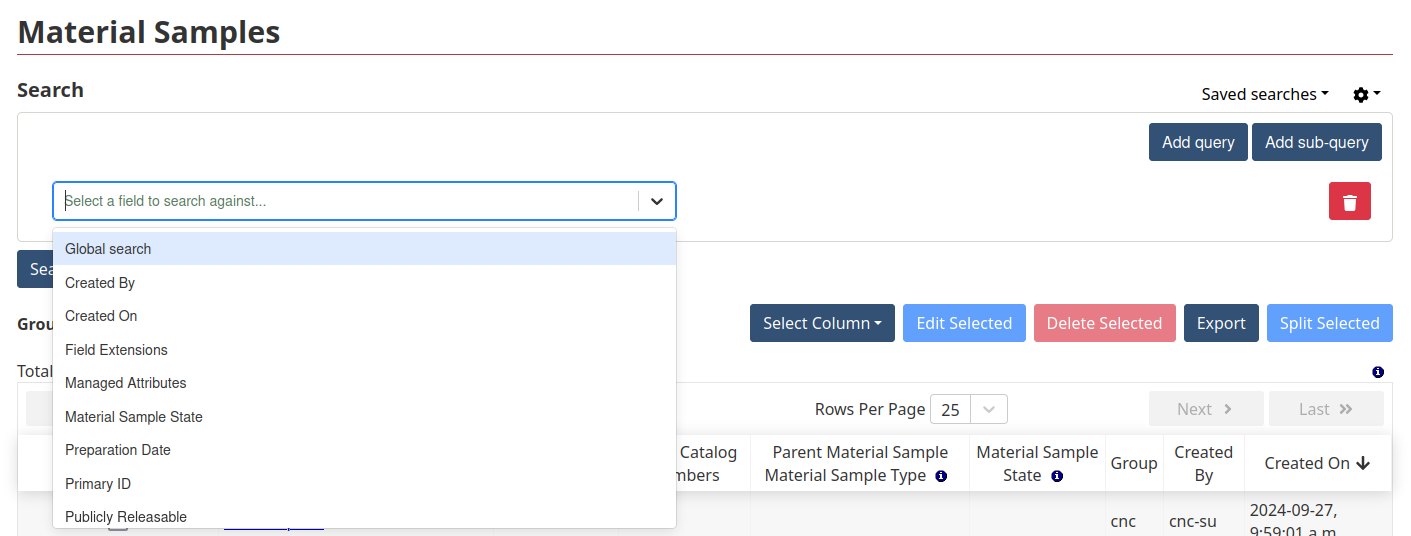 Material Samples
Search
Saved searches
Add query
Add sub-query
Select a field to search against...
Global search
Created By
Created On
Field Extensions
Managed Attributes
Material Sample State
Preparation Date
Primary ID
Publicly Releasable
Select Column
Edit Selected
Delete Selected
Export
Split Selected
Total
Rows Per Page
25
Next
Last
Catalog
Parent Material Sample
Material Sample Type
Material Sample
State
Group
Created
By
Created On
cnc
cnc-su
2024-09-27,
9:59:01 a.m.